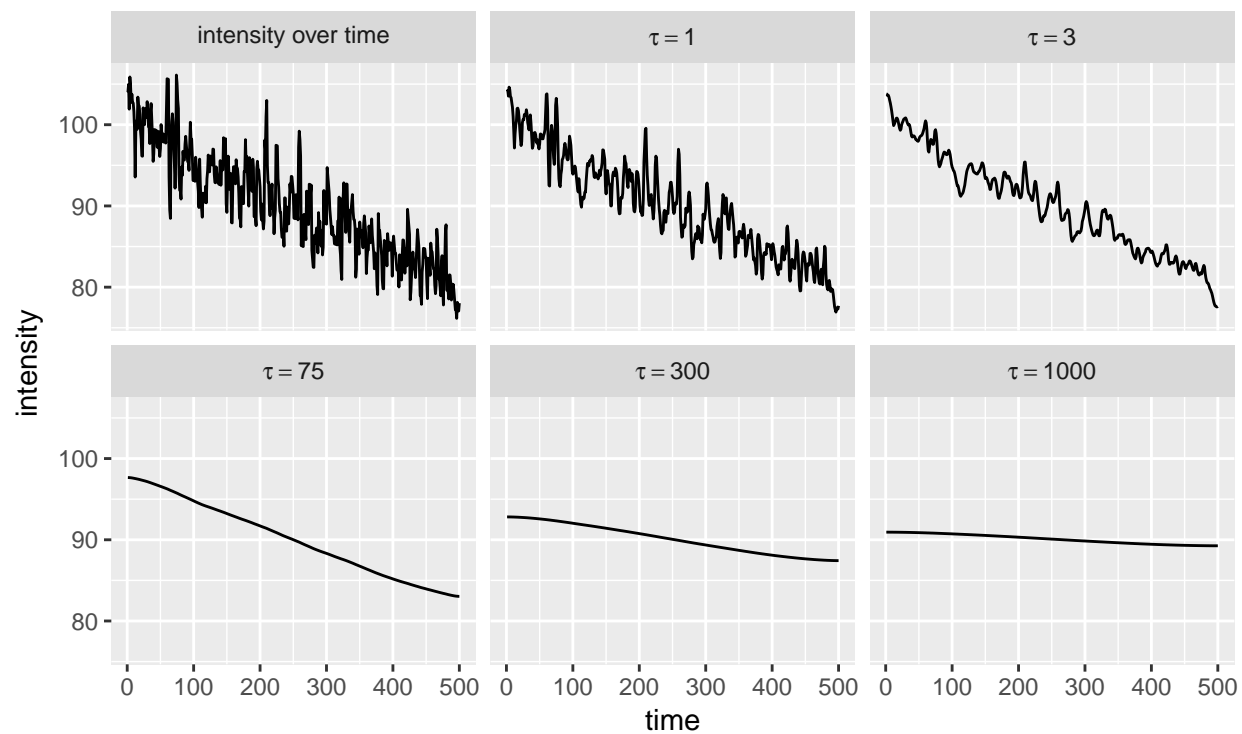 intensity over time
τ = 1
τ = 3
100
90
80
intensity
τ = 75
τ = 300
τ = 1000
100
90
80
0 100 200 300 400 500
0 100 200 300 400 500
0 100 200 300 400 500
time